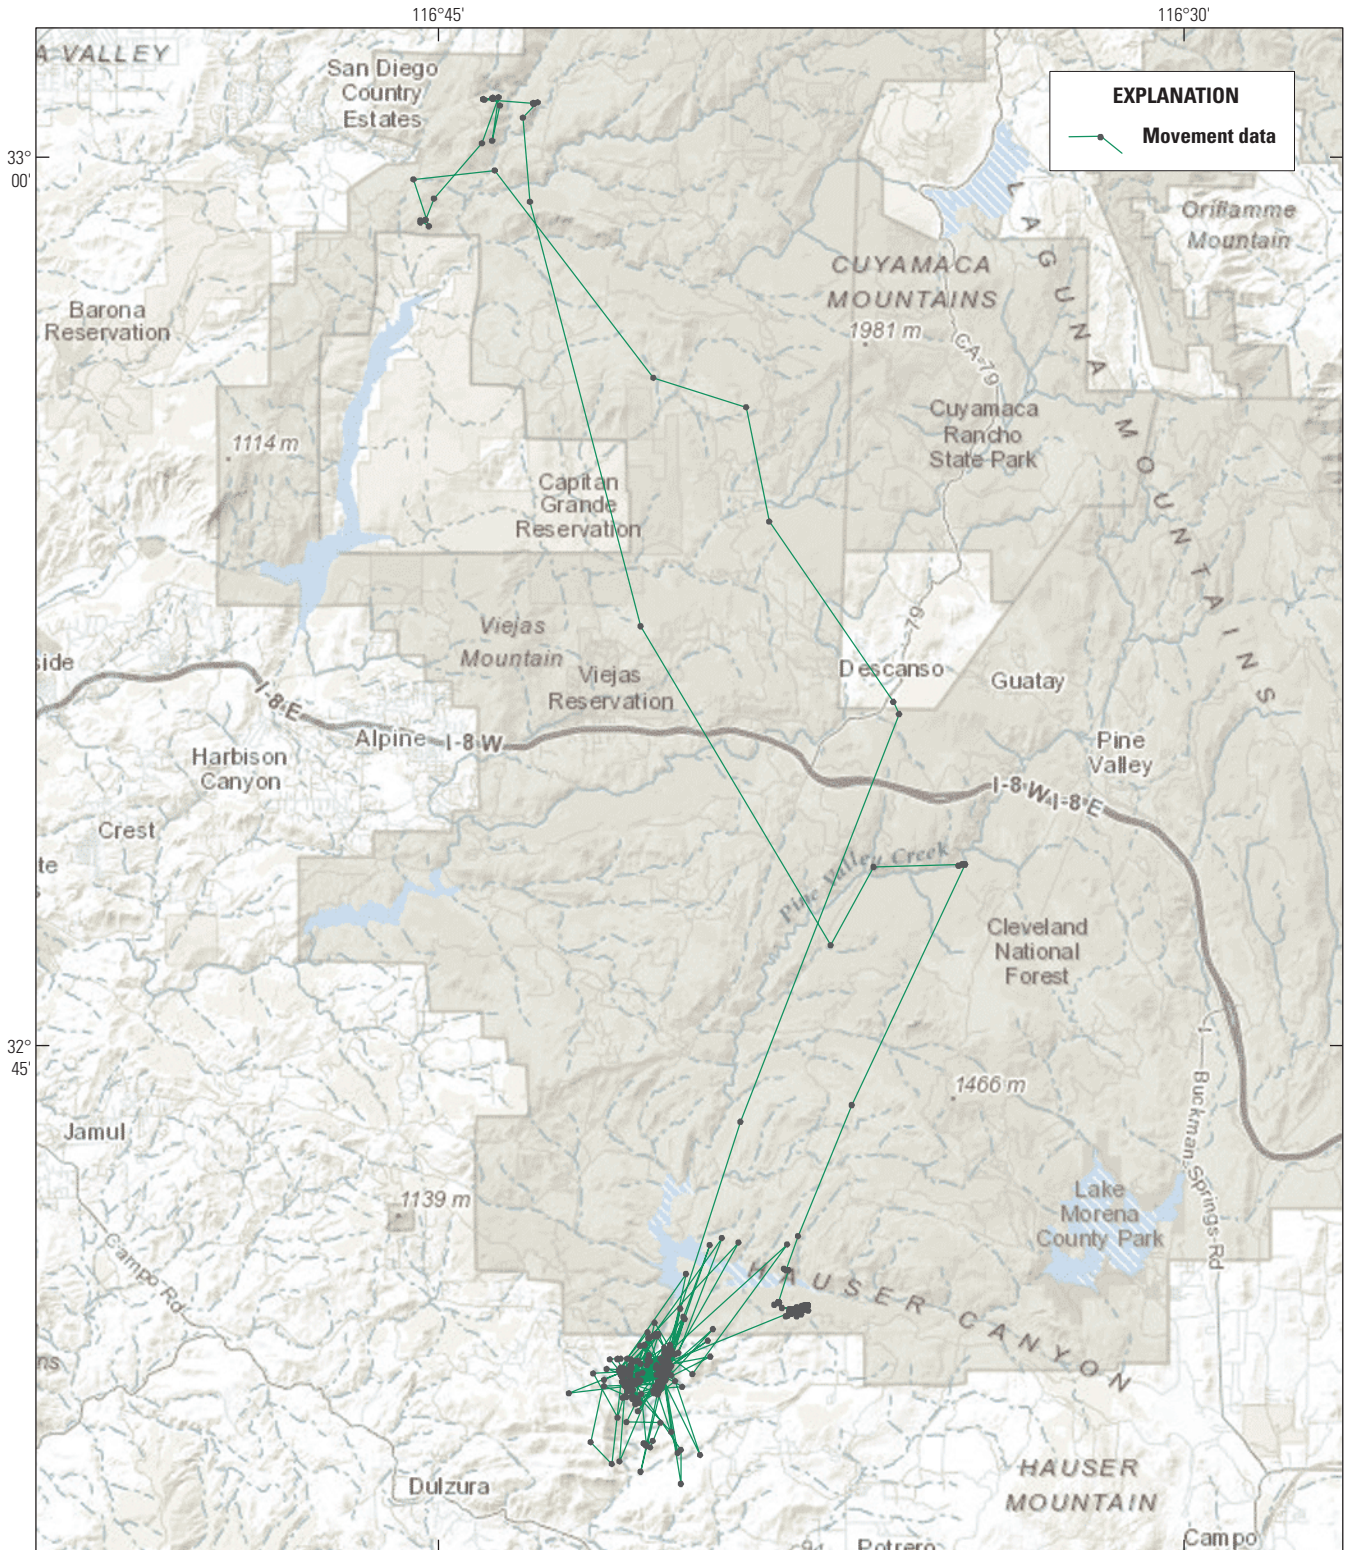 116°45'
116°30'
A VALLEY
San Diego
Country
Estates
EXPLANATION
Movement data
33°
00'
LAGUNA MOUNTAINS
Oriflamme
Mountain
CUYAMACA
MOUNTAINS
1981 m
CA-79
Barona
Reservation
Cuyamaca
Rancho
State Park
1114 m
Capitan
Grande
Reservation
79
Viejas
Mountain
side
Descanso
Guatay
Viejas
Reservation
I-8 E
Alpine
I-8 W
Harbison
Canyon
Pine
Valley
I-8 W
I-8 E
Crest
te
s
Pine Valley Creek
Cleveland
National
Forest
32°
45'
1466 m
I—Buckman Springs Rd
Jamul
1139 m
Lake
Morena
County Park
Campo Rd
HAUSER CANYON
ns
Dulzura
HAUSER
MOUNTAIN
94
Potrero
Campo